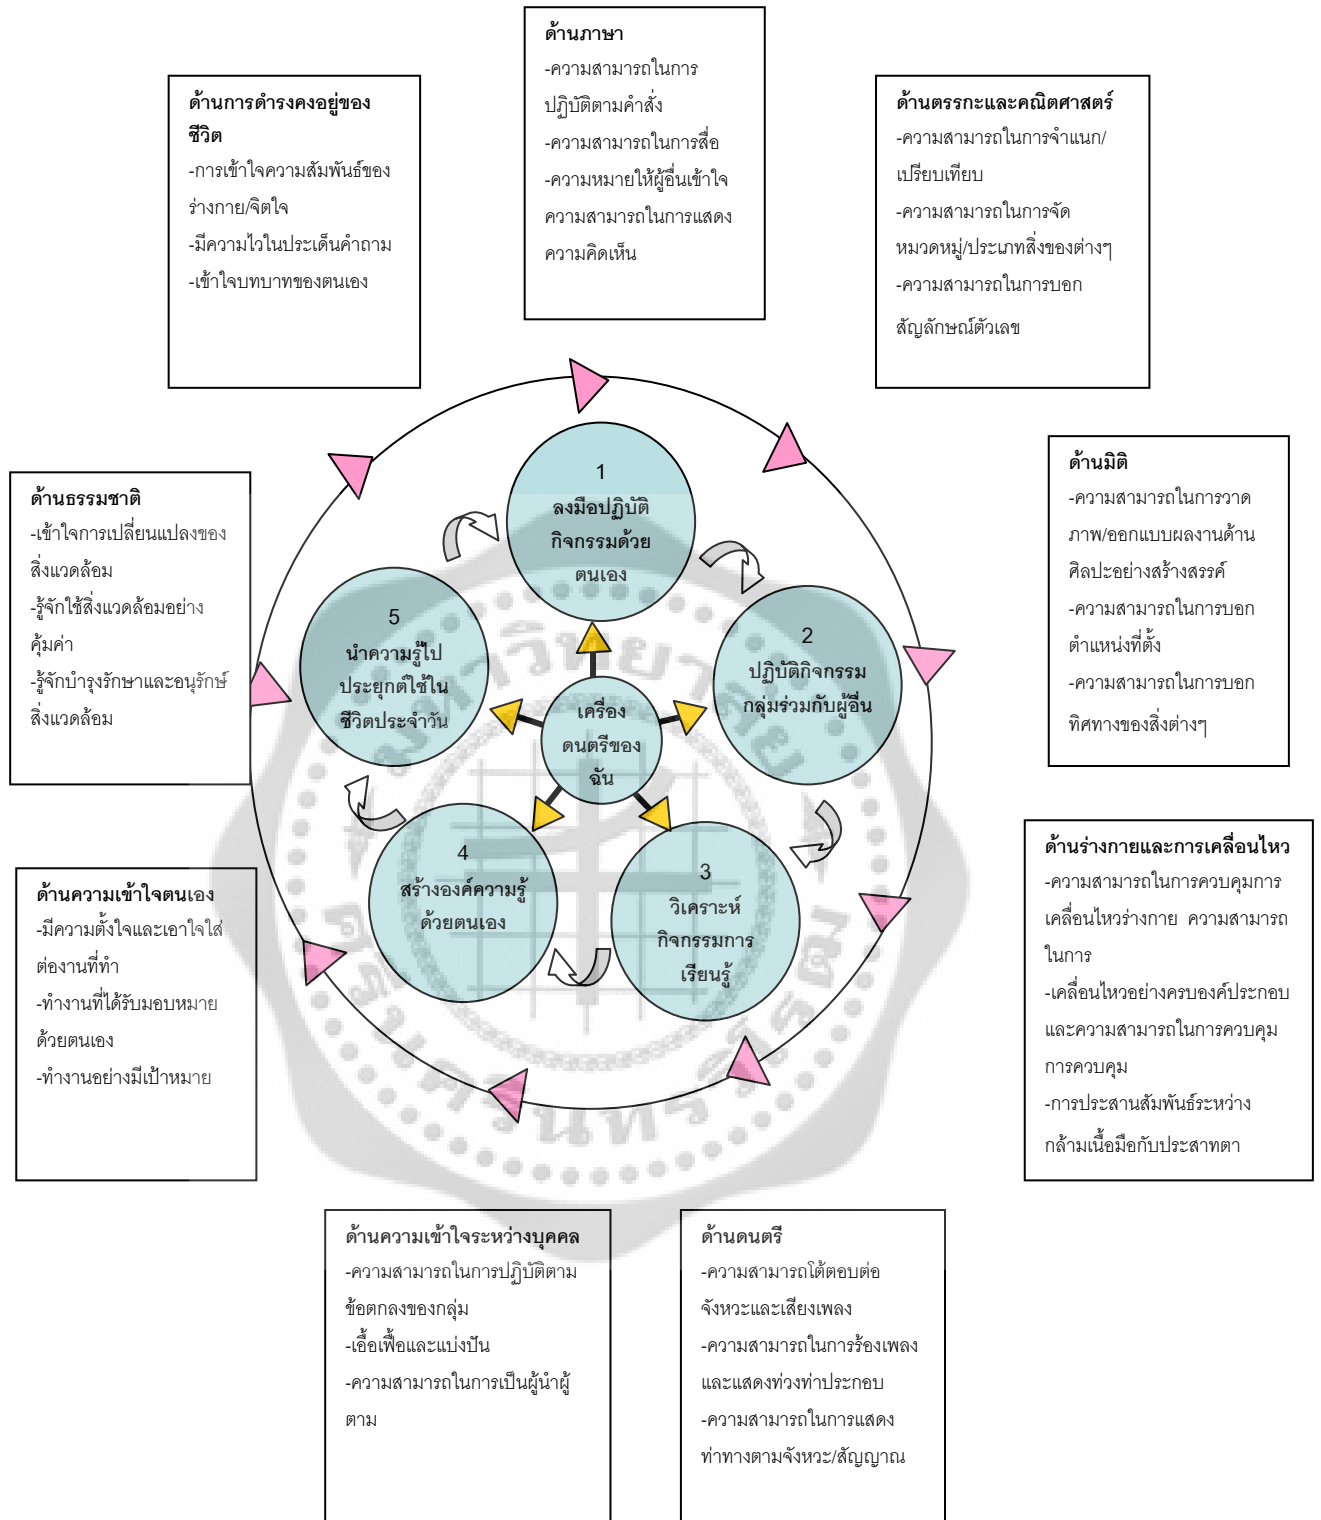 ด้านภาษา
-ความสามารถในการ
ปฏิบัติตามคำสั่ง
-ความสามารถในการสื่อ
-ความหมายให้ผู้อื่นเข้าใจ
ความสามารถในการแสดง
ความคิดเห็น
ด้านการดำรงคงอยู่ของ
ชีวิต
-การเข้าใจความสัมพันธ์ของ
ร่างกาย/จิตใจ
-มีความไวในประเด็นคำถาม
-เข้าใจบทบาทของตนเอง
ด้านตรรกะและคณิตศาสตร์
-ความสามารถในการจำแนก/
เปรียบเทียบ
-ความสามารถในการจัด
หมวดหมู่/ประเภทสิ่งของต่างๆ
-ความสามารถในการบอก
สัญลักษณ์ตัวเลข
ด้านมิติ
-ความสามารถในการวาด
ภาพ/ออกแบบผลงานด้าน
ศิลปะอย่างสร้างสรรค์
-ความสามารถในการบอก
ตำแหน่งที่ตั้ง
-ความสามารถในการบอก
ทิศทางของสิ่งต่างๆ
ด้านธรรมชาติ
-เข้าใจการเปลี่ยนแปลงของ
สิ่งแวดล้อม
-รู้จักใช้สิ่งแวดล้อมอย่าง
คุ้มค่า
-รู้จักบำรุงรักษาและอนุรักษ์
สิ่งแวดล้อม
1
ลงมือปฏิบัติ
กิจกรรมด้วย
ตนเอง
2
ปฏิบัติกิจกรรม
กลุ่มร่วมกับผู้อื่น
5
นำความรู้ไป
ประยุกต์ใช้ใน
ชีวิตประจำวัน
เครื่อง
ดนตรีของ
ฉัน
4
สร้างองค์ความรู้
ด้วยตนเอง
3
วิเคราะห์
กิจกรรมการ
เรียนรู้
ด้านร่างกายและการเคลื่อนไหว
-ความสามารถในการควบคุมการ
เคลื่อนไหวร่างกาย ความสามารถ
ในการ
-เคลื่อนไหวอย่างครบองค์ประกอบ
และความสามารถในการควบคุม
การควบคุม
-การประสานสัมพันธ์ระหว่าง
กล้ามเนื้อมือกับประสาทตา
ด้านความเข้าใจตนเอง
-มีความตั้งใจและเอาใจใส่
ต่องานที่ทำ
-ทำงานที่ได้รับมอบหมาย
ด้วยตนเอง
-ทำงานอย่างมีเป้าหมาย
ด้านความเข้าใจระหว่างบุคคล
-ความสามารถในการปฏิบัติตาม
ข้อตกลงของกลุ่ม
-เอื้อเฟื้อและแบ่งปัน
-ความสามารถในการเป็นผู้นำผู้
ตาม
ด้านดนตรี
-ความสามารถโต้ตอบต่อ
จังหวะและเสียงเพลง
-ความสามารถในการร้องเพลง
และแสดงท่วงท่าประกอบ
-ความสามารถในการแสดง
ท่าทางตามจังหวะ/สัญญาณ
มหาวิทยาลัย
ศรีนครินทรวิโรฒ